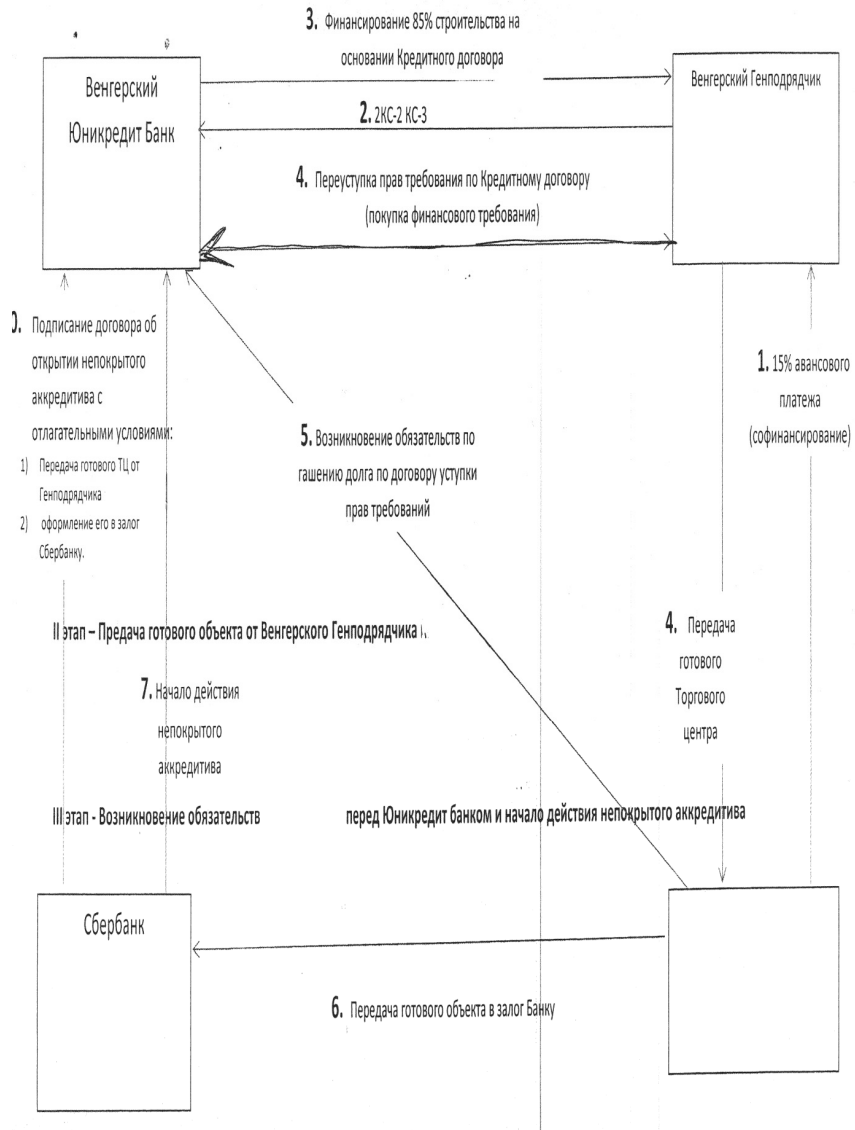 3. Финансирование 85% строительства на
основании Кредитного договора
Венгерский
Юникредит Банк
Венгерский Генподрядчик
2. 2КС-2 КС-3
4. Переуступка прав требования по Кредитному договору
(покупка финансового требования)
0. Подписание договора об
открытии непокрытого
аккредитива с
отлагательными условиями:
1) Передача готового ТЦ от
Генподрядчика
2) оформление его в залог
Сбербанку.
1. 15% авансового
платежа
(софинансирование)
5. Возникновение обязательств по
гашению долга по договору уступки
прав требований
II этап – Предача готового объекта от Венгерского Генподрядчика
4. Передача
готового
Торгового
центра
7. Начало действия
непокрытого
аккредитива
III этап - Возникновение обязательств перед Юникредит банком и начало действия непокрытого аккредитива
Сбербанк
6. Передача готового объекта в залог Банку